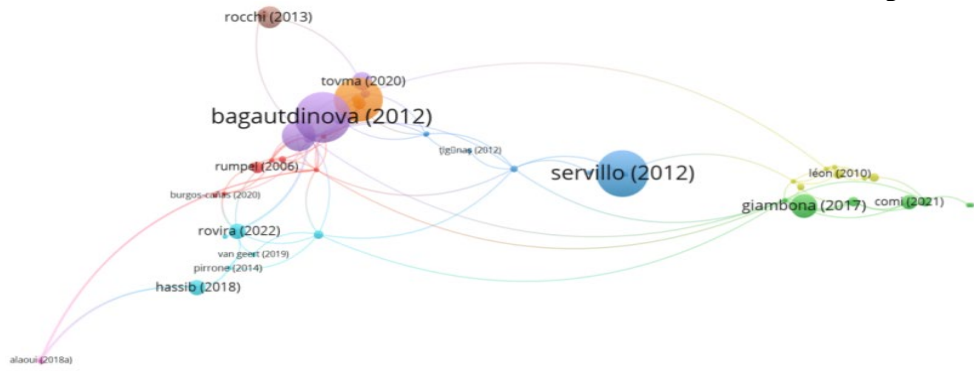 rocchi (2013)
tovma (2020)
bagautdinova (2012)
rumpel (2006)
servillo (2012)
léon (2010)
burgos-cañas (2020)
giambona (2017)
comi (2021)
rovira (2022)
van geert (2019)
pirrone (2014)
hassib (2018)
alaoui (2018a)